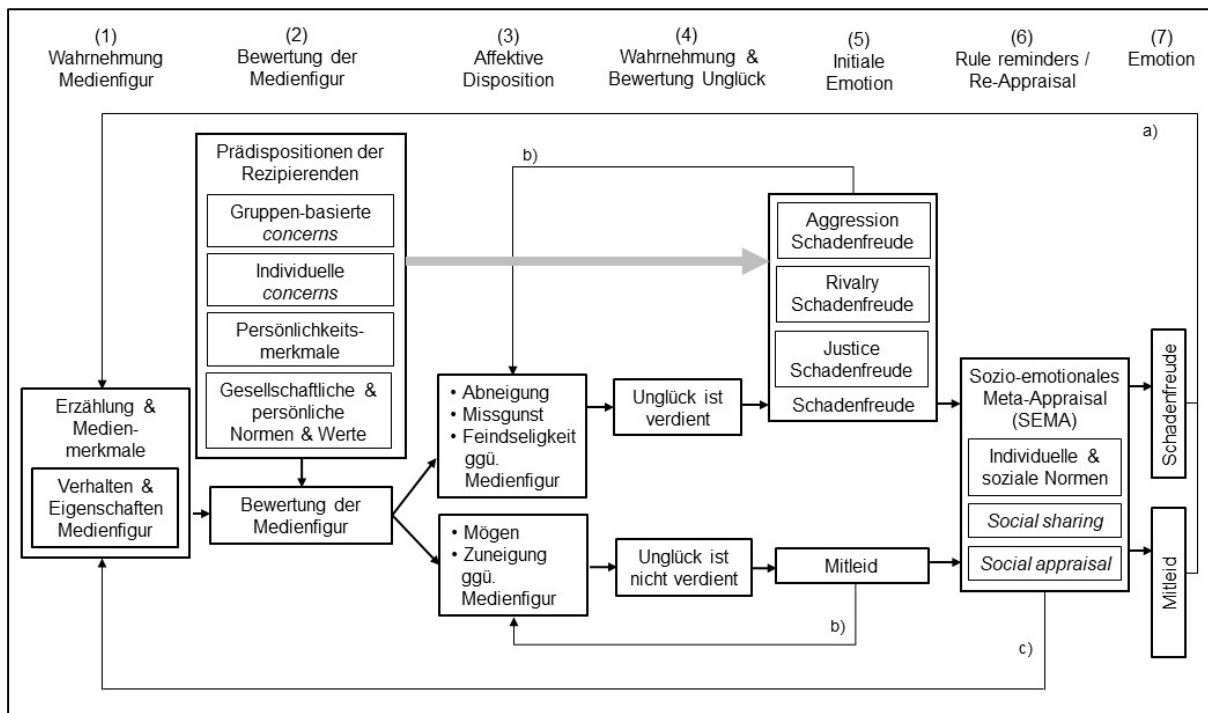 (1)
Wahrnehmung
Medienfigur
(2)
Bewertung der
Medienfigur
(3)
Affektive
Disposition
(4)
Wahrnehmung &
Bewertung Unglück
(5)
Initiale
Emotion
(6)
Rule reminders /
Re-Appraisal
(7)
Emotion
a)
b)
Prädispositionen der
Rezipierenden
Gruppen-basierte
concerns
Individuelle
concerns
Persönlichkeits-
merkmale
Gesellschaftliche &
persönliche
Normen & Werte
Aggression
Schadenfreude
Rivalry
Schadenfreude
Justice
Schadenfreude
Schadenfreude
Erzählung &
Medien-
merkmale
Verhalten &
Eigenschaften
Medienfigur
Bewertung der
Medienfigur
• Abneigung
• Missgunst
• Feindseligkeit
ggü.
Medienfigur
Unglück ist
verdient
• Mögen
• Zuneigung
ggü.
Medienfigur
Unglück ist
nicht verdient
Mitleid
b)
Sozio-emotionales
Meta-Appraisal
(SEMA)
Individuelle &
soziale Normen
Social sharing
Social appraisal
c)
Schadenfreude
Mitleid